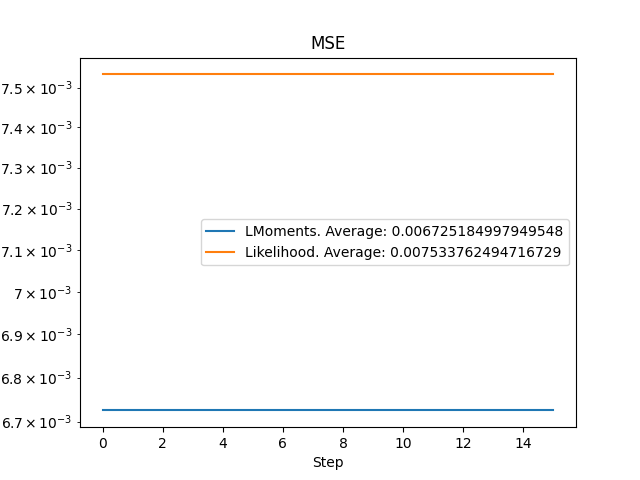 MSE
7.5 × 10⁻³
7.4 × 10⁻³
7.3 × 10⁻³
7.2 × 10⁻³
7.1 × 10⁻³
7 × 10⁻³
6.9 × 10⁻³
6.8 × 10⁻³
6.7 × 10⁻³
LMoments. Average: 0.006725184997949548
Likelihood. Average: 0.007533762494716729
0 2 4 6 8 10 12 14
Step